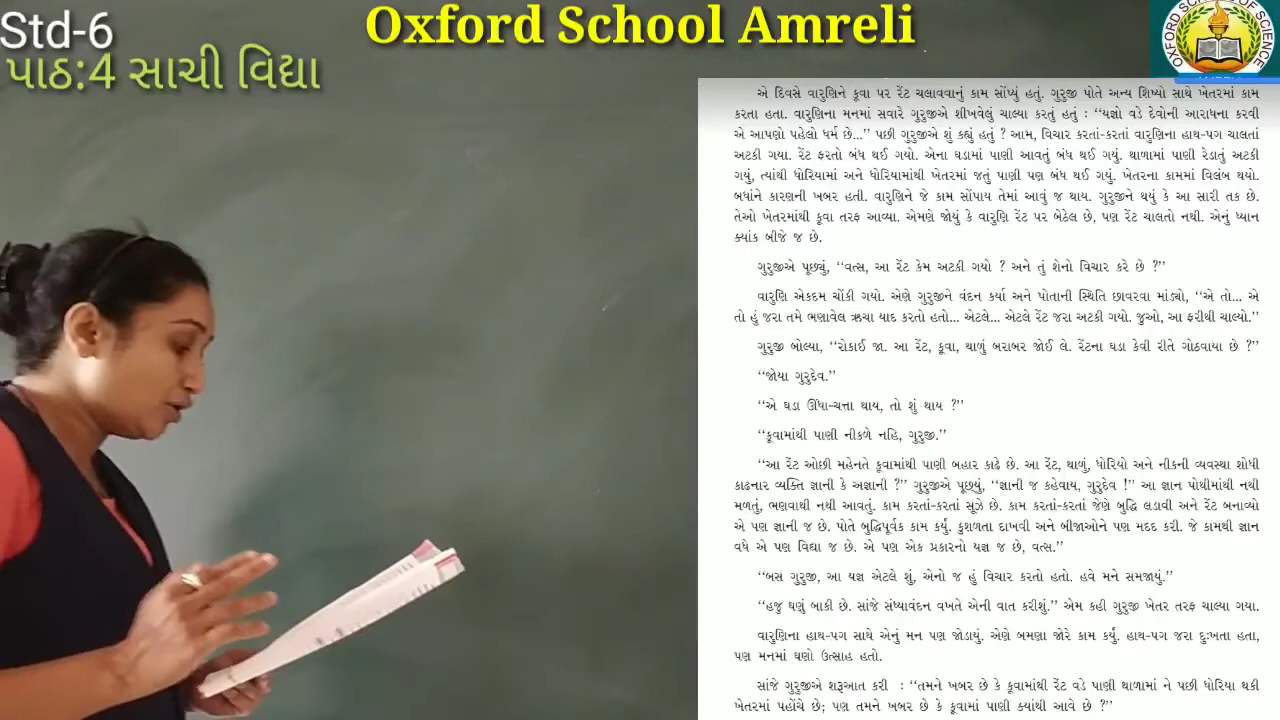 Std-6
Oxford School Amreli
OXFORD SCHOOL OF SCIENCE
પાઠ:4 સાચી વિદ્યા
એ દિવસે વારુણિને કૂવા પર રેંટ ચલાવવાનું કામ સોંપ્યું હતું. ગુરુજી પોતે અન્ય શિષ્યો સાથે ખેતરમાં કામ
કરતા હતા. વારુણિના મનમાં સવારે ગુરુજીએ શીખવેલું ચાલ્યા કરતું હતું : ‘‘યજ્ઞો વડે દેવોની આરાધના કરવી
એ આપણો પહેલો ધર્મ છે...’’ પછી ગુરુજીએ શું કહ્યું હતું ? આમ, વિચાર કરતાં-કરતાં વારુણિના હાથ-પગ ચાલતાં
અટકી ગયા. રેંટ ફરતો બંધ થઈ ગયો. એના ઘડામાં પાણી આવતું બંધ થઈ ગયું. થાળામાં પાણી રેડાતું અટકી
ગયું, ત્યાંથી ધોરિયામાં અને ધોરિયામાંથી ખેતરમાં જતું પાણી પણ બંધ થઈ ગયું. ખેતરના કામમાં વિલંબ થયો.
બધાંને કારણની ખબર હતી. વારુણિને જે કામ સોંપાય તેમાં આવું જ થાય. ગુરુજીને થયું કે આ સારી તક છે.
તેઓ ખેતરમાંથી કૂવા તરફ આવ્યા. એમણે જોયું કે વારુણિ રેંટ પર બેઠેલ છે, પણ રેંટ ચાલતો નથી. એનું ધ્યાન
ક્યાંક બીજે જ છે.
ગુરુજીએ પૂછ્યું, ‘‘વત્સ, આ રેંટ કેમ અટકી ગયો ? અને તું શેનો વિચાર કરે છે ?’’
વારુણિ એકદમ ચોંકી ગયો. એણે ગુરુજીને વંદન કર્યા અને પોતાની સ્થિતિ છાવરવા માંડ્યો, ‘‘એ તો... એ
તો હું જરા તમે ભણાવેલ ઋચા યાદ કરતો હતો... એટલે... એટલે રેંટ જરા અટકી ગયો. જુઓ, આ ફરીથી ચાલ્યો.’’
ગુરુજી બોલ્યા, ‘‘રોકાઈ જા. આ રેંટ, કૂવા, થાળું બરાબર જોઈ લે. રેંટના ઘડા કેવી રીતે ગોઠવાયા છે ?’’
‘‘જોયા ગુરુદેવ.’’
‘‘એ ઘડા ઊંધા-ચત્તા થાય, તો શું થાય ?’’
‘‘કૂવામાંથી પાણી નીકળે નહિ, ગુરુજી.’’
‘‘આ રેંટ ઓછી મહેનતે કૂવામાંથી પાણી બહાર કાઢે છે. આ રેંટ, થાળું, ધોરિયો અને નીકની વ્યવસ્થા શોધી
કાઢનાર વ્યક્તિ જ્ઞાની કે અજ્ઞાની ?’’ ગુરુજીએ પૂછ્યું, ‘‘જ્ઞાની જ કહેવાય, ગુરુદેવ !’’ આ જ્ઞાન પોથીમાંથી નથી
મળતું, ભણવાથી નથી આવતું. કામ કરતાં-કરતાં સૂઝે છે. કામ કરતાં-કરતાં જેણે બુદ્ધિ લડાવી અને રેંટ બનાવ્યો
એ પણ જ્ઞાની જ છે. પોતે બુદ્ધિપૂર્વક કામ કર્યું. કુશળતા દાખવી અને બીજાઓને પણ મદદ કરી. જે કામથી જ્ઞાન
વધે એ પણ વિદ્યા જ છે. એ પણ એક પ્રકારનો યજ્ઞ જ છે, વત્સ.’’
‘‘બસ ગુરુજી, આ યજ્ઞ એટલે શું, એનો જ હું વિચાર કરતો હતો. હવે મને સમજાયું.’’
‘‘હજુ ઘણું બાકી છે. સાંજે સંધ્યાવંદન વખતે એની વાત કરીશું.’’ એમ કહી ગુરુજી ખેતર તરફ ચાલ્યા ગયા.
વારુણિના હાથ-પગ સાથે એનું મન પણ જોડાયું. એણે બમણા જોરે કામ કર્યું. હાથ-પગ જરા દુઃખતા હતા,
પણ મનમાં ઘણો ઉત્સાહ હતો.
સાંજે ગુરુજીએ શરૂઆત કરી : ‘‘તમને ખબર છે કે કૂવામાંથી રેંટ વડે પાણી થાળામાં ને પછી ધોરિયા થકી
ખેતરમાં પહોંચે છે; પણ તમને ખબર છે કે કૂવામાં પાણી ક્યાંથી આવે છે ?’’